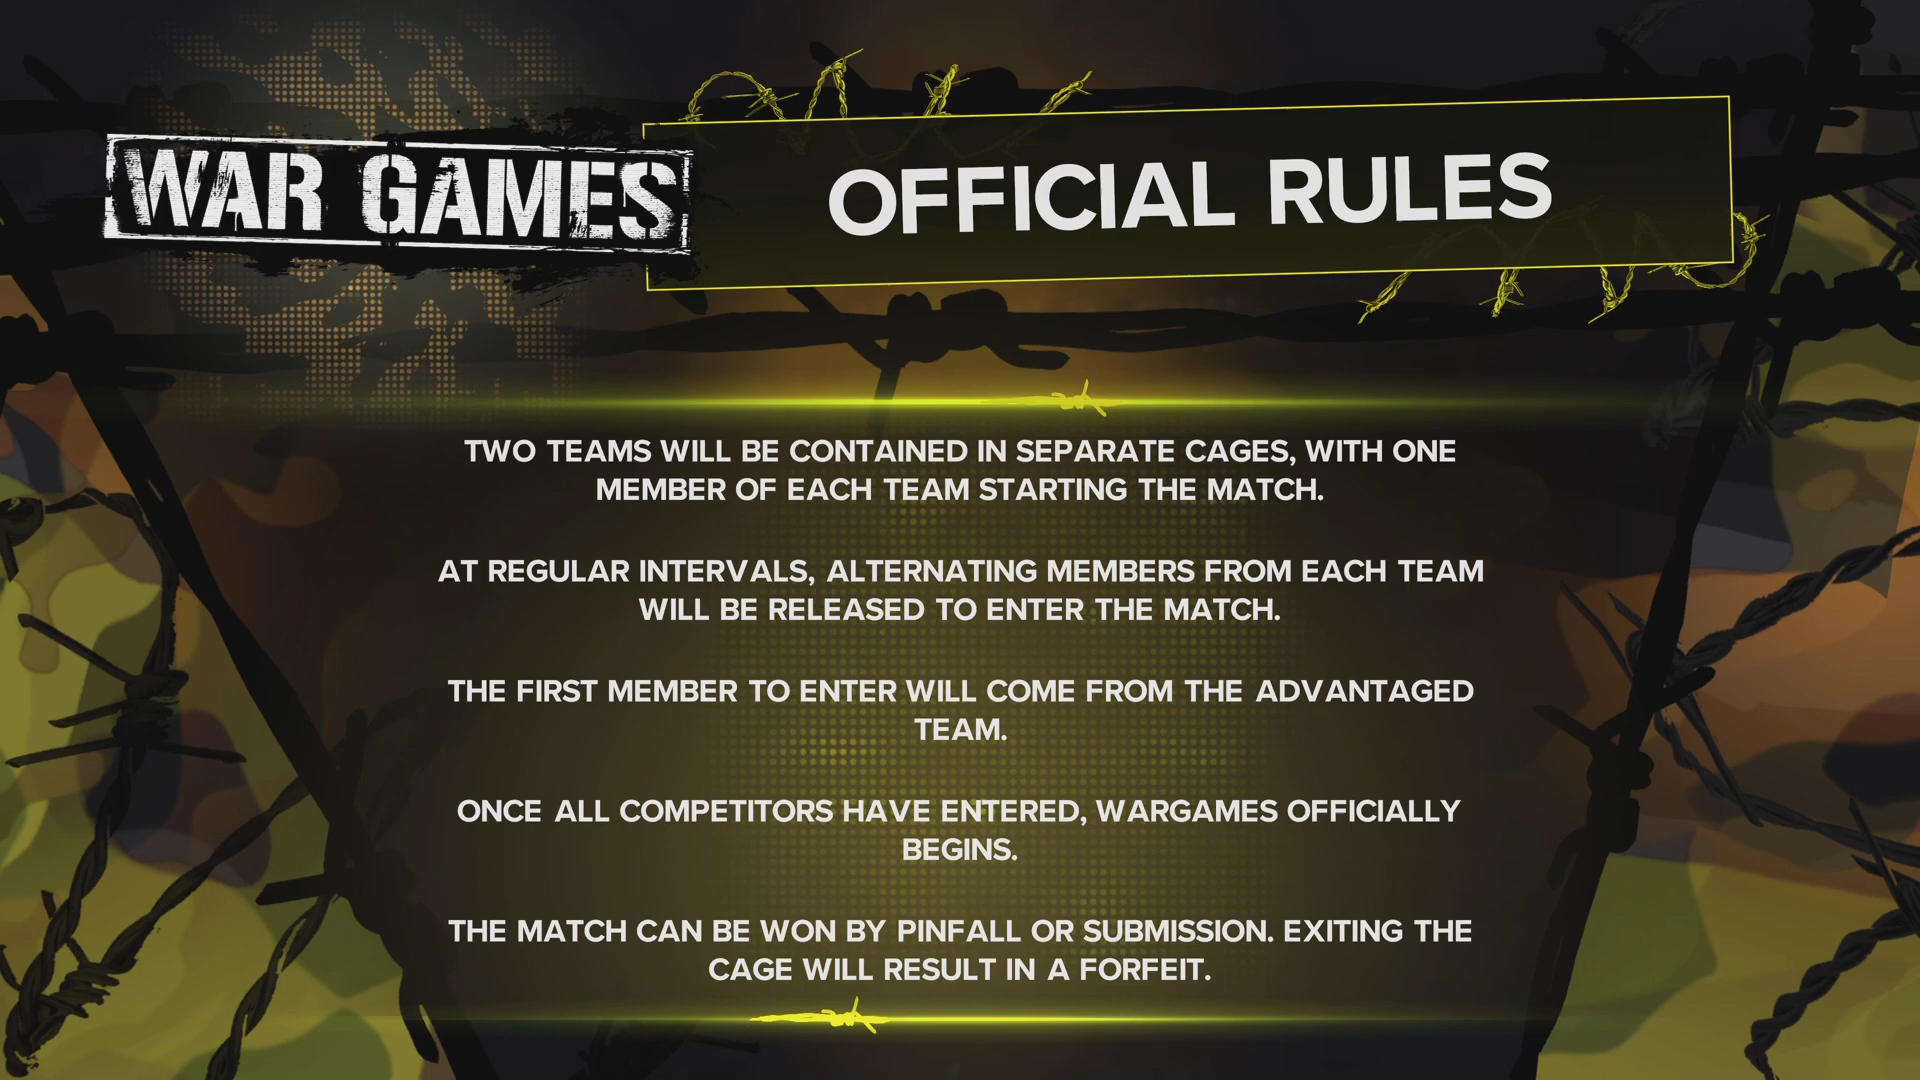 WAR GAMES
OFFICIAL RULES
TWO TEAMS WILL BE CONTAINED IN SEPARATE CAGES, WITH ONE
MEMBER OF EACH TEAM STARTING THE MATCH.
AT REGULAR INTERVALS, ALTERNATING MEMBERS FROM EACH TEAM
WILL BE RELEASED TO ENTER THE MATCH.
THE FIRST MEMBER TO ENTER WILL COME FROM THE ADVANTAGED
TEAM.
ONCE ALL COMPETITORS HAVE ENTERED, WARGAMES OFFICIALLY
BEGINS.
THE MATCH CAN BE WON BY PINFALL OR SUBMISSION. EXITING THE
CAGE WILL RESULT IN A FORFEIT.